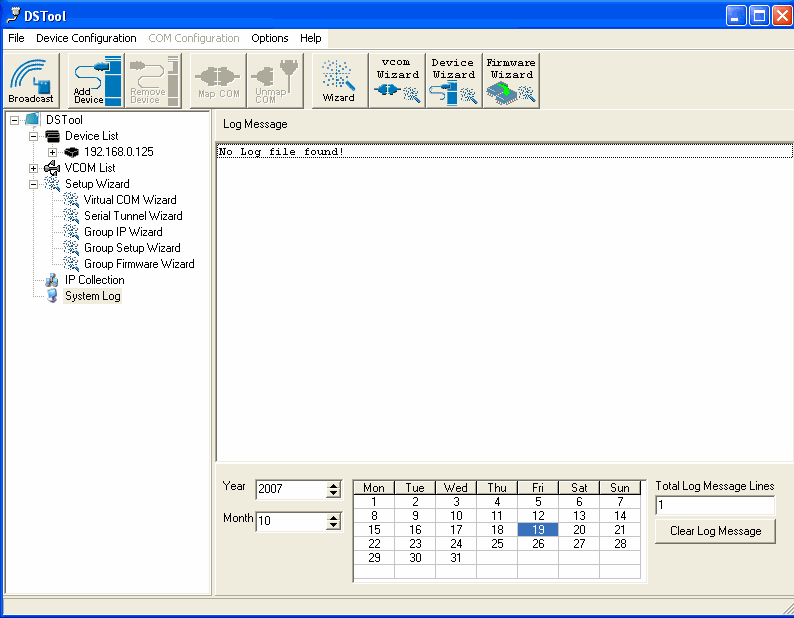 DSTool
File Device Configuration COM Configuration Options Help
Broadcast
Add Device
Remove Device
Map COM
Unmap COM
Wizard
vcom Wizard
Device Wizard
Firmware Wizard
DSTool
Device List
192.168.0.125
VCOM List
Setup Wizard
Virtual COM Wizard
Serial Tunnel Wizard
Group IP Wizard
Group Setup Wizard
Group Firmware Wizard
IP Collection
System Log
Log Message
No Log file found!
Year 2007
Month 10
Mon Tue Wed Thu Fri Sat Sun
1 2 3 4 5 6 7
8 9 10 11 12 13 14
15 16 17 18 19 20 21
22 23 24 25 26 27 28
29 30 31
Total Log Message Lines
1
Clear Log Message